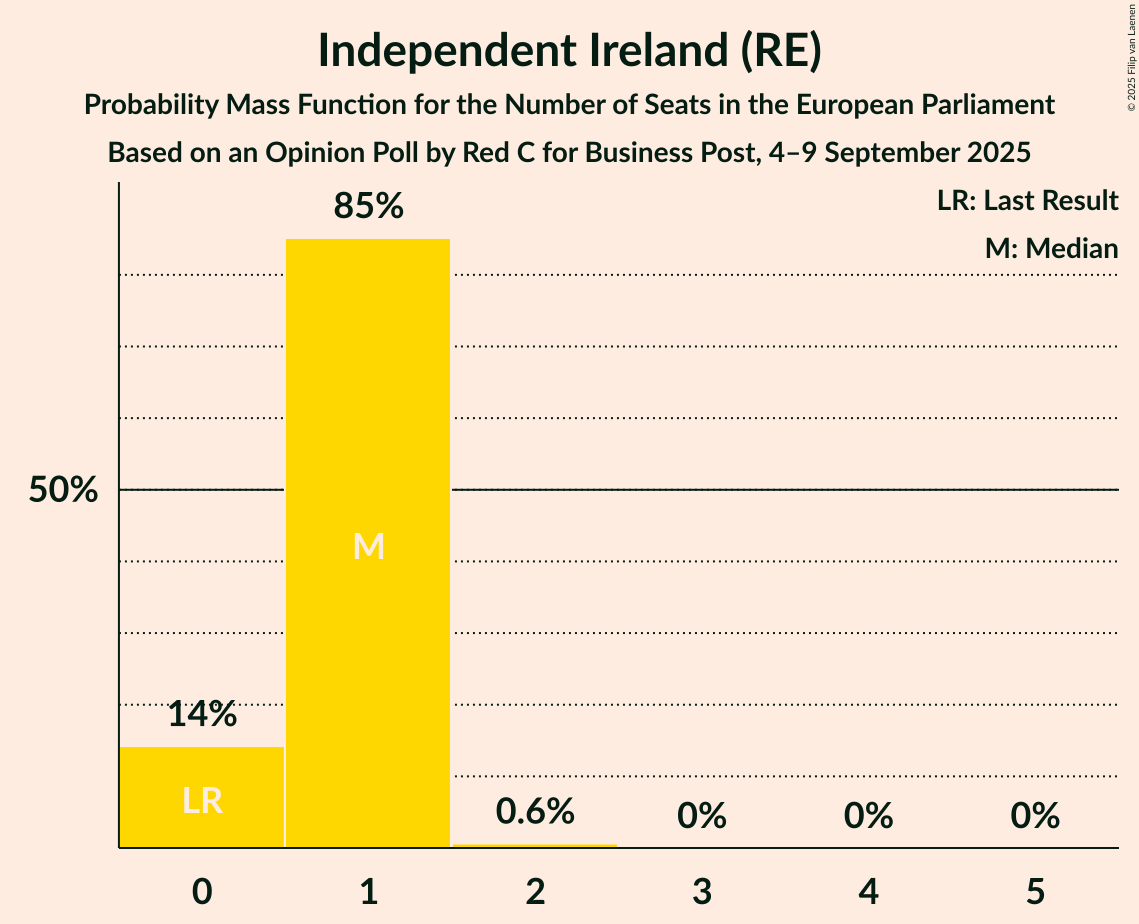 Independent Ireland (RE)
Probability Mass Function for the Number of Seats in the European Parliament
Based on an Opinion Poll by Red C for Business Post, 4–9 September 2025
© 2025 Filip van Laenen
LR: Last Result
M: Median
85%
50%
M
14%
LR
0.6%
0%
0%
0%
0
1
2
3
4
5